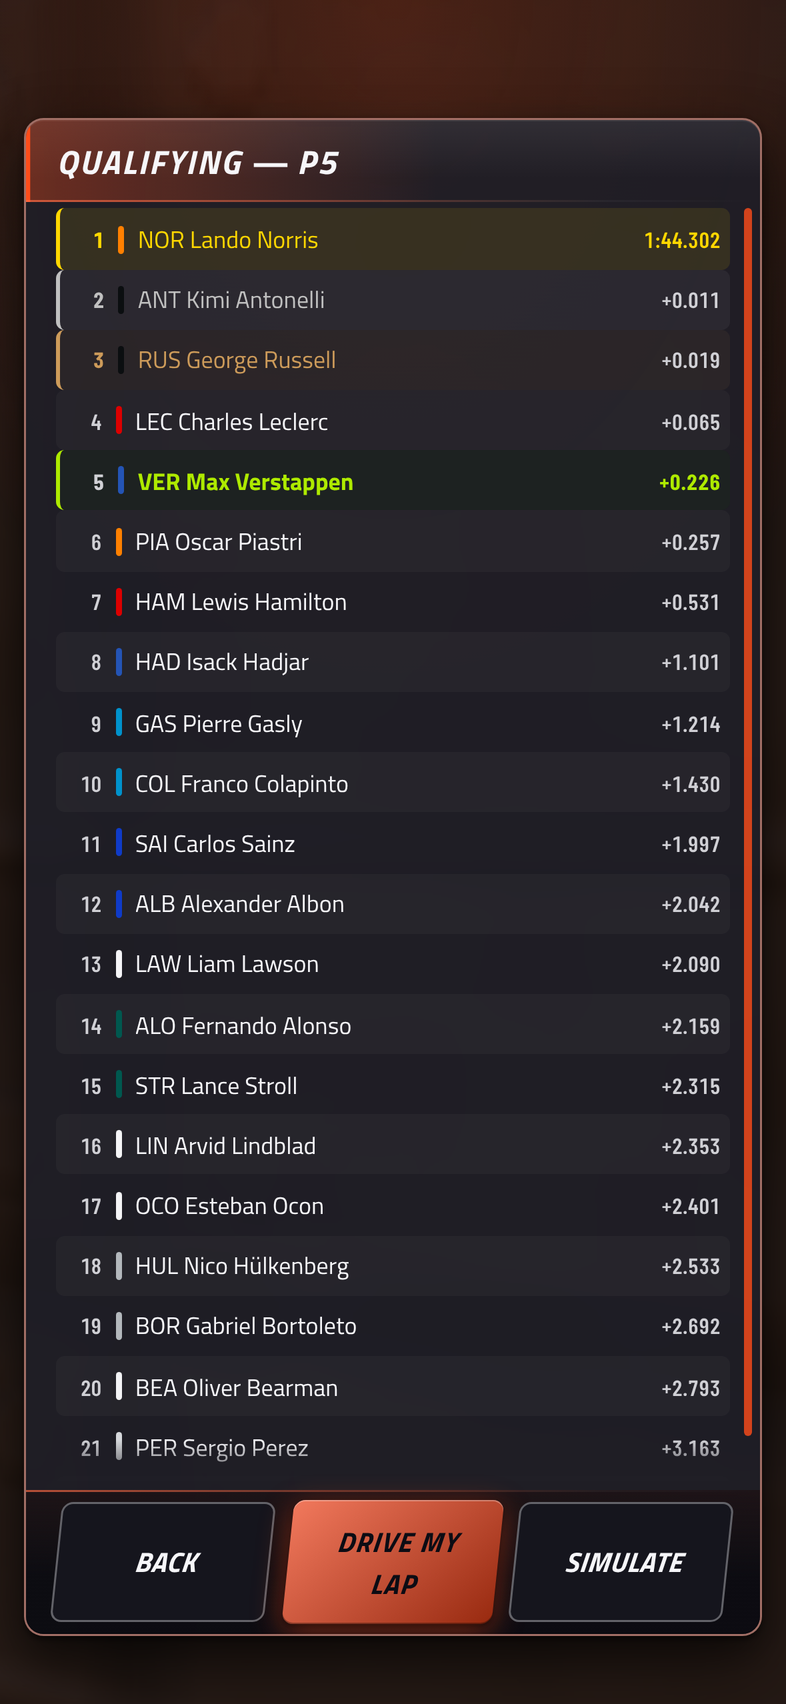 QUALIFYING — P5
1 NOR Lando Norris 1:44.302
2 ANT Kimi Antonelli +0.011
3 RUS George Russell +0.019
4 LEC Charles Leclerc +0.065
5 VER Max Verstappen +0.226
6 PIA Oscar Piastri +0.257
7 HAM Lewis Hamilton +0.531
8 HAD Isack Hadjar +1.101
9 GAS Pierre Gasly +1.214
10 COL Franco Colapinto +1.430
11 SAI Carlos Sainz +1.997
12 ALB Alexander Albon +2.042
13 LAW Liam Lawson +2.090
14 ALO Fernando Alonso +2.159
15 STR Lance Stroll +2.315
16 LIN Arvid Lindblad +2.353
17 OCO Esteban Ocon +2.401
18 HUL Nico Hülkenberg +2.533
19 BOR Gabriel Bortoleto +2.692
20 BEA Oliver Bearman +2.793
21 PER Sergio Perez +3.163
BACK
DRIVE MY
LAP
SIMULATE